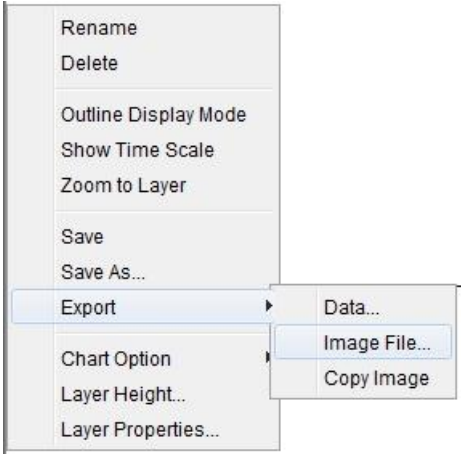 Rename
Delete
Outline Display Mode
Show Time Scale
Zoom to Layer
Save
Save As...
Export
Data...
Image File...
Copy Image
Chart Option
Layer Height...
Layer Properties...